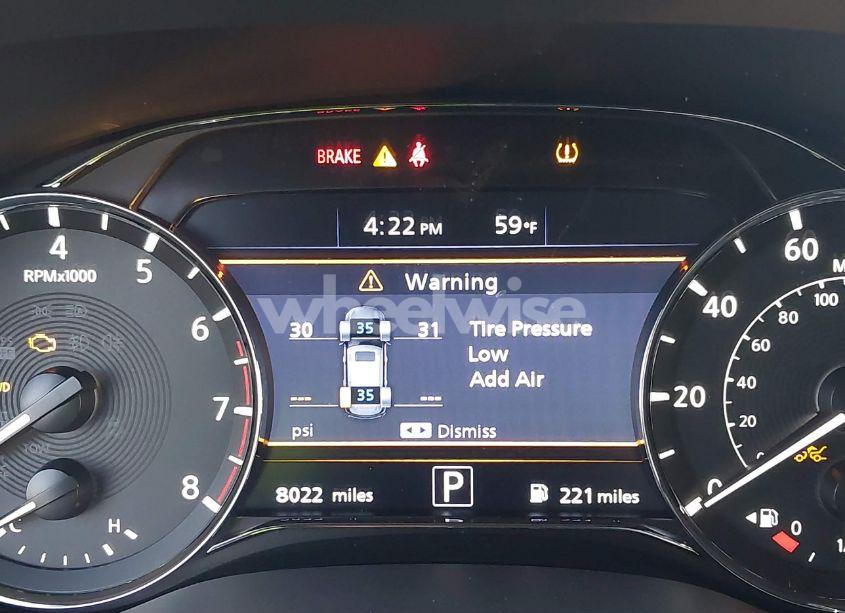 BRAKE
4:22 PM 59°F
4 5 6 7 8
RPMx1000
Warning
wheelwise
30 35 31
Tire Pressure
Low
Add Air
--- 35 ---
psi
Dismiss
8022 miles P 221 miles
C H
60 40 20 0
100 80 60 40 20
0